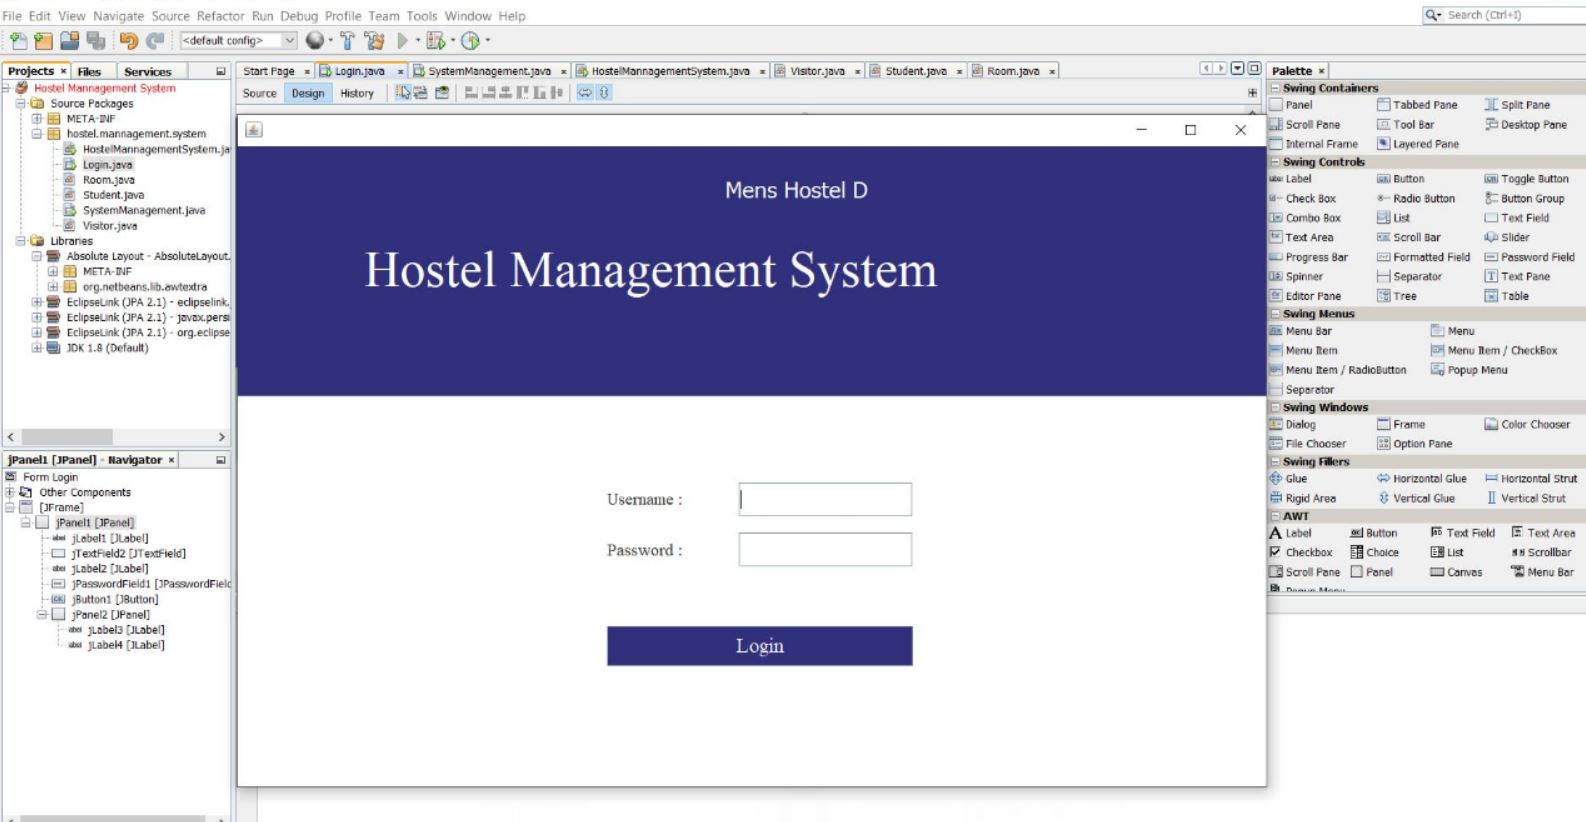 File Edit View Navigate Source Refactor Run Debug Profile Team Tools Window Help
Search (Ctrl+I)
<default config>
Projects Files Services
Start Page Login.java SystemManagement.java HostelMannagementSystem.java Visitor.java Student.java Room.java
Source Design History
Hostel Mannagement System
Source Packages
META-INF
hostel.mannagement.system
HostelMannagementSystem.ja
Login.java
Room.java
Student.java
SystemManagement.java
Visitor.java
Libraries
Absolute Layout - AbsoluteLayout.
META-INF
org.netbeans.lib.awtextra
EclipseLink (JPA 2.1) - eclipselink.
EclipseLink (JPA 2.1) - javax.persi
EclipseLink (JPA 2.1) - org.eclipse
JDK 1.8 (Default)
jPanel1 [JPanel] - Navigator
Form Login
Other Components
[JFrame]
jPanel1 [JPanel]
jLabel1 [JLabel]
jTextField2 [JTextField]
jLabel2 [JLabel]
jPasswordField1 [JPasswordField
jButton1 [JButton]
jPanel2 [JPanel]
jLabel3 [JLabel]
jLabel4 [JLabel]
Mens Hostel D
Hostel Management System
Username :
Password :
Login
Palette
Swing Containers
Panel Tabbed Pane Split Pane
Scroll Pane Tool Bar Desktop Pane
Internal Frame Layered Pane
Swing Controls
Label Button Toggle Button
Check Box Radio Button Button Group
Combo Box List Text Field
Text Area Scroll Bar Slider
Progress Bar Formatted Field Password Field
Spinner Separator Text Pane
Editor Pane Tree Table
Swing Menus
Menu Bar Menu
Menu Item Menu Item / CheckBox
Menu Item / RadioButton Popup Menu
Separator
Swing Windows
Dialog Frame Color Chooser
File Chooser Option Pane
Swing Fillers
Glue Horizontal Glue Horizontal Strut
Rigid Area Vertical Glue Vertical Strut
AWT
Label Button Text Field Text Area
Checkbox Choice List Scrollbar
Scroll Pane Panel Canvas Menu Bar
Popup Menu